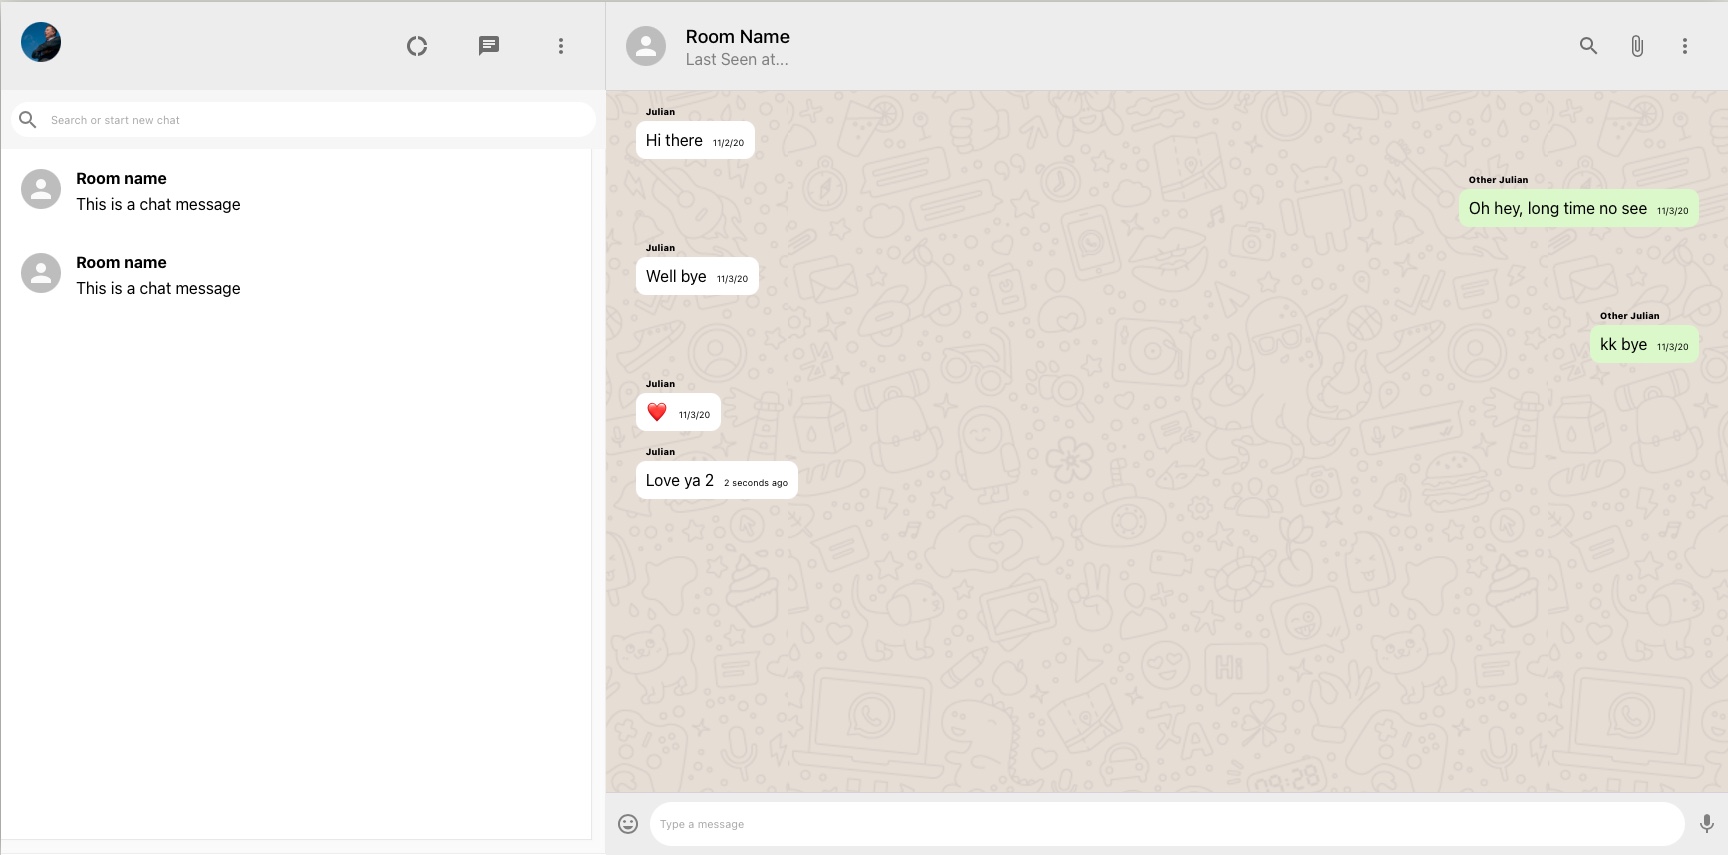 Room Name
Last Seen at...
Search or start new chat
Room name
This is a chat message
Room name
This is a chat message
Julian
Hi there 11/2/20
Other Julian
Oh hey, long time no see 11/3/20
Julian
Well bye 11/3/20
Other Julian
kk bye 11/3/20
Julian
❤️ 11/3/20
Julian
Love ya 2 2 seconds ago
Hi
09:28
Type a message